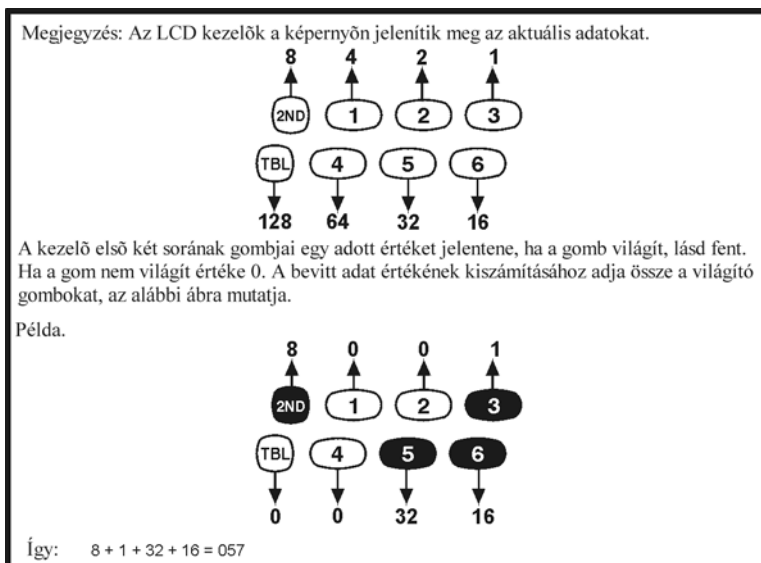 Megjegyzés: Az LCD kezelõk a képernyõn jelenítik meg az aktuális adatokat.
8 4 2 1
2ND 1 2 3
TBL 4 5 6
128 64 32 16
A kezelõ elsõ két sorának gombjai egy adott értéket jelentene, ha a gomb világít, lásd fent.
Ha a gom nem világít értéke 0. A bevitt adat értékének kiszámításához adja össze a világító
gombokat, az alábbi ábra mutatja.
Példa.
8 0 0 1
2ND 1 2 3
TBL 4 5 6
0 0 32 16
Így: 8 + 1 + 32 + 16 = 057